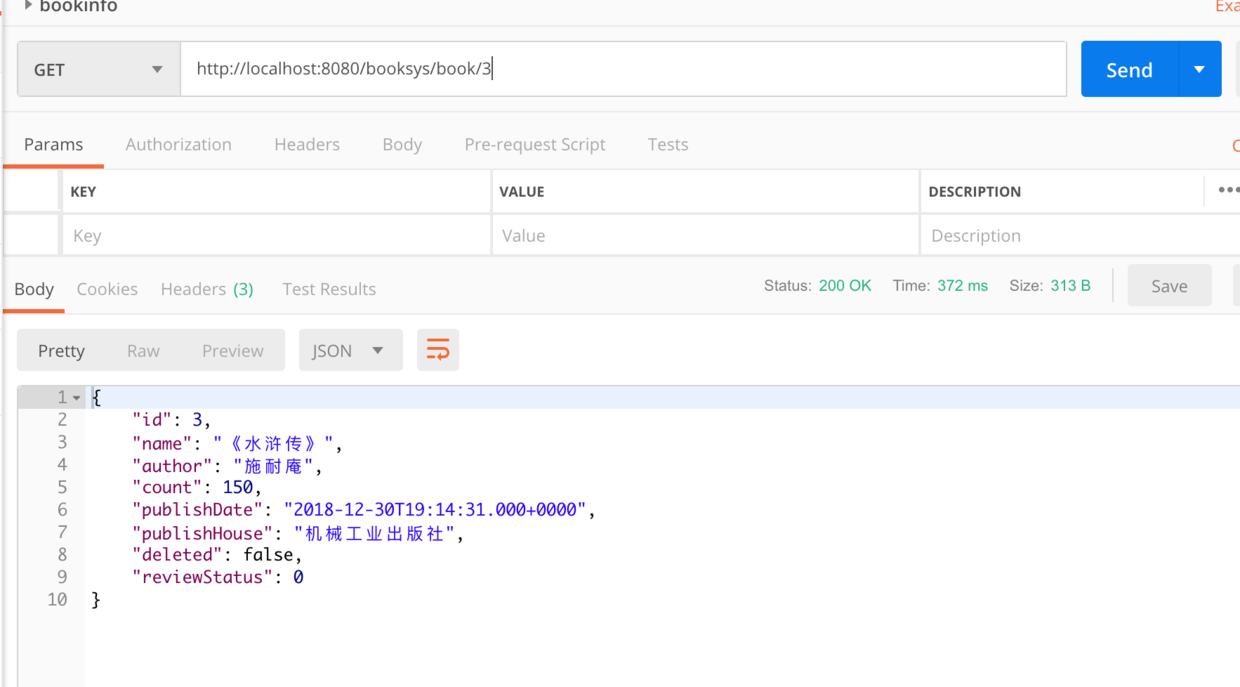 bookinfo
Exa
GET http://localhost:8080/booksys/book/3 Send
Params Authorization Headers Body Pre-request Script Tests
KEY VALUE DESCRIPTION •••
Key Value Description
Body Cookies Headers (3) Test Results Status: 200 OK Time: 372 ms Size: 313 B Save
Pretty Raw Preview JSON
1 {
2 "id": 3,
3 "name": "《水浒传》",
4 "author": "施耐庵",
5 "count": 150,
6 "publishDate": "2018-12-30T19:14:31.000+0000",
7 "publishHouse": "机械工业出版社",
8 "deleted": false,
9 "reviewStatus": 0
10 }